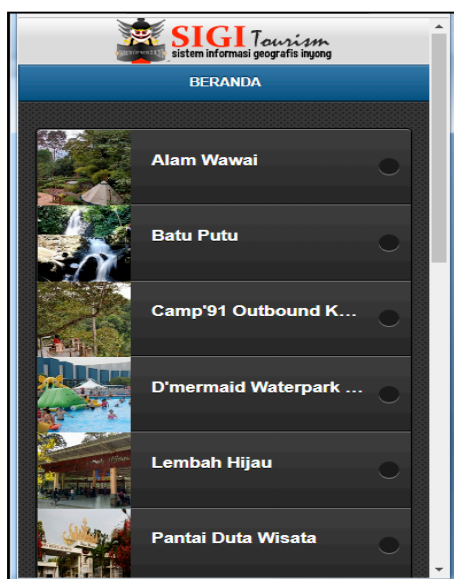 SIGI Tourism
sistem informasi geografis inyong
BERANDA
Alam Wawai
Batu Putu
Camp'91 Outbound K...
D'mermaid Waterpark ...
Lembah Hijau
Pantai Duta Wisata